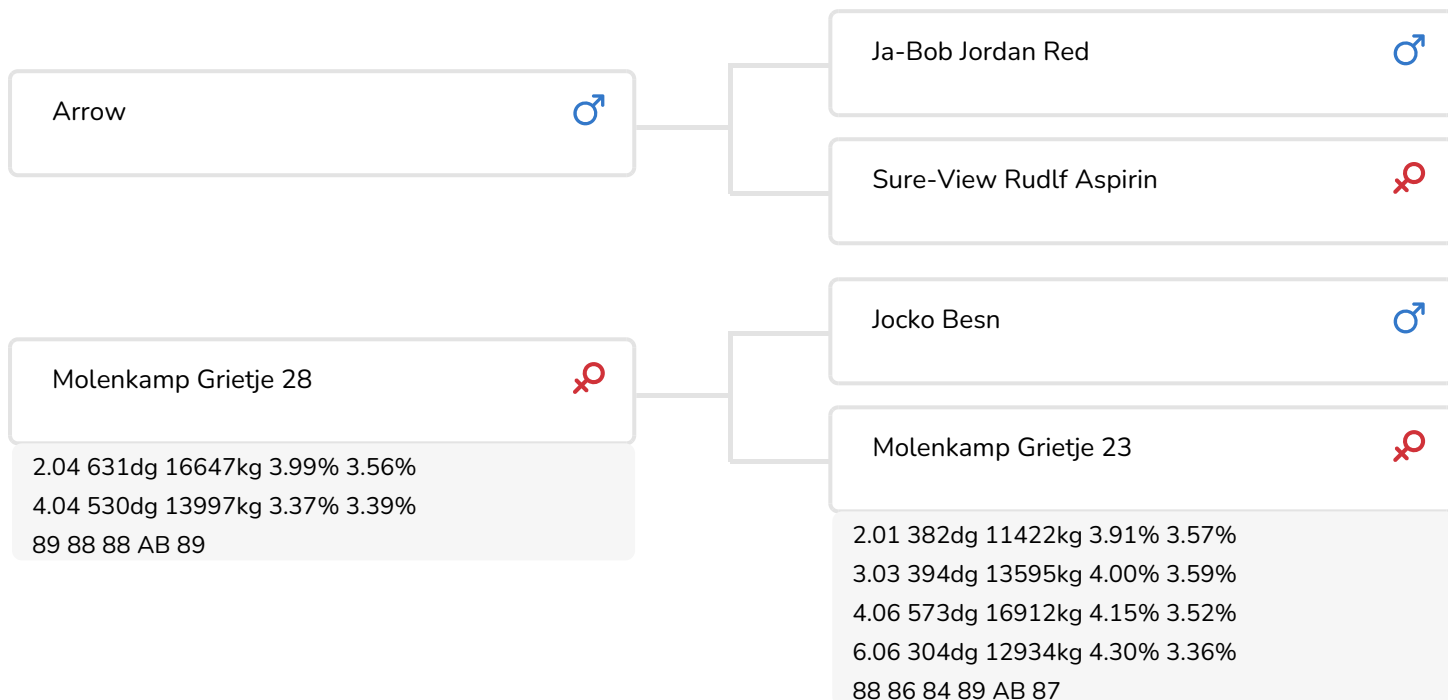 Arrow
Ja-Bob Jordan Red
Sure-View Rudlf Aspirin
Molenkamp Grietje 28
2.04 631dg 16647kg 3.99% 3.56%
4.04 530dg 13997kg 3.37% 3.39%
89 88 88 AB 89
Jocko Besn
Molenkamp Grietje 23
2.01 382dg 11422kg 3.91% 3.57%
3.03 394dg 13595kg 4.00% 3.59%
4.06 573dg 16912kg 4.15% 3.52%
6.06 304dg 12934kg 4.30% 3.36%
88 86 84 89 AB 87